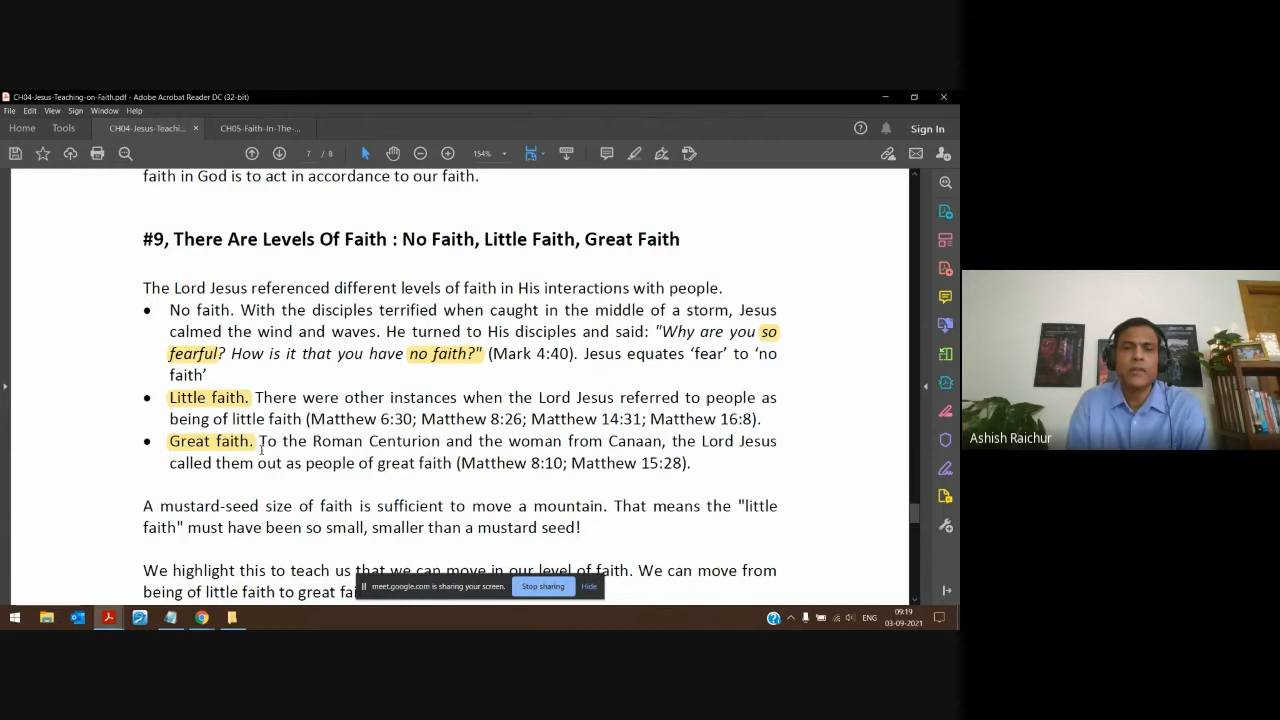 CH04-Jesus-Teaching-on-Faith.pdf - Adobe Acrobat Reader DC (32-bit)
File Edit View Sign Window Help
Home Tools CH04-Jesus-Teachi... × CH05-Faith-In-The-... Sign In
7 / 8 154%
faith in God is to act in accordance to our faith.
#9, There Are Levels Of Faith : No Faith, Little Faith, Great Faith
The Lord Jesus referenced different levels of faith in His interactions with people.
• No faith. With the disciples terrified when caught in the middle of a storm, Jesus
calmed the wind and waves. He turned to His disciples and said: "Why are you so
fearful? How is it that you have no faith?" (Mark 4:40). Jesus equates ‘fear’ to ‘no
faith’
• Little faith. There were other instances when the Lord Jesus referred to people as
being of little faith (Matthew 6:30; Matthew 8:26; Matthew 14:31; Matthew 16:8).
• Great faith. To the Roman Centurion and the woman from Canaan, the Lord Jesus
called them out as people of great faith (Matthew 8:10; Matthew 15:28).
A mustard-seed size of faith is sufficient to move a mountain. That means the "little
faith" must have been so small, smaller than a mustard seed!
We highlight this to teach us that we can move in our level of faith. We can move from
being of little faith to great fai
meet.google.com is sharing your screen. Stop sharing Hide
Ashish Raichur
ENG
09:19
03-09-2021